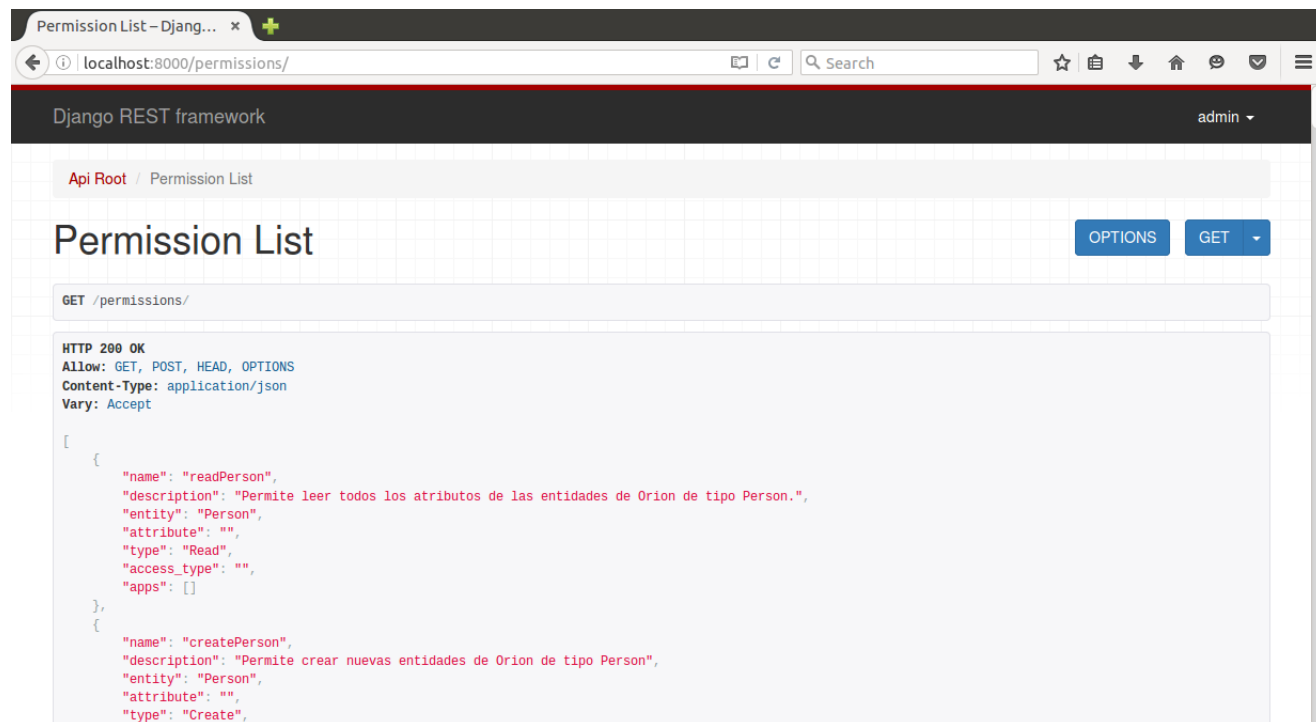 Permission List – Djang... ×
localhost:8000/permissions/
Search
Django REST framework
admin
Api Root / Permission List
Permission List
OPTIONS
GET
GET /permissions/
HTTP 200 OK
Allow: GET, POST, HEAD, OPTIONS
Content-Type: application/json
Vary: Accept
[
    {
        "name": "readPerson",
        "description": "Permite leer todos los atributos de las entidades de Orion de tipo Person.",
        "entity": "Person",
        "attribute": "",
        "type": "Read",
        "access_type": "",
        "apps": []
    },
    {
        "name": "createPerson",
        "description": "Permite crear nuevas entidades de Orion de tipo Person",
        "entity": "Person",
        "attribute": "",
        "type": "Create",